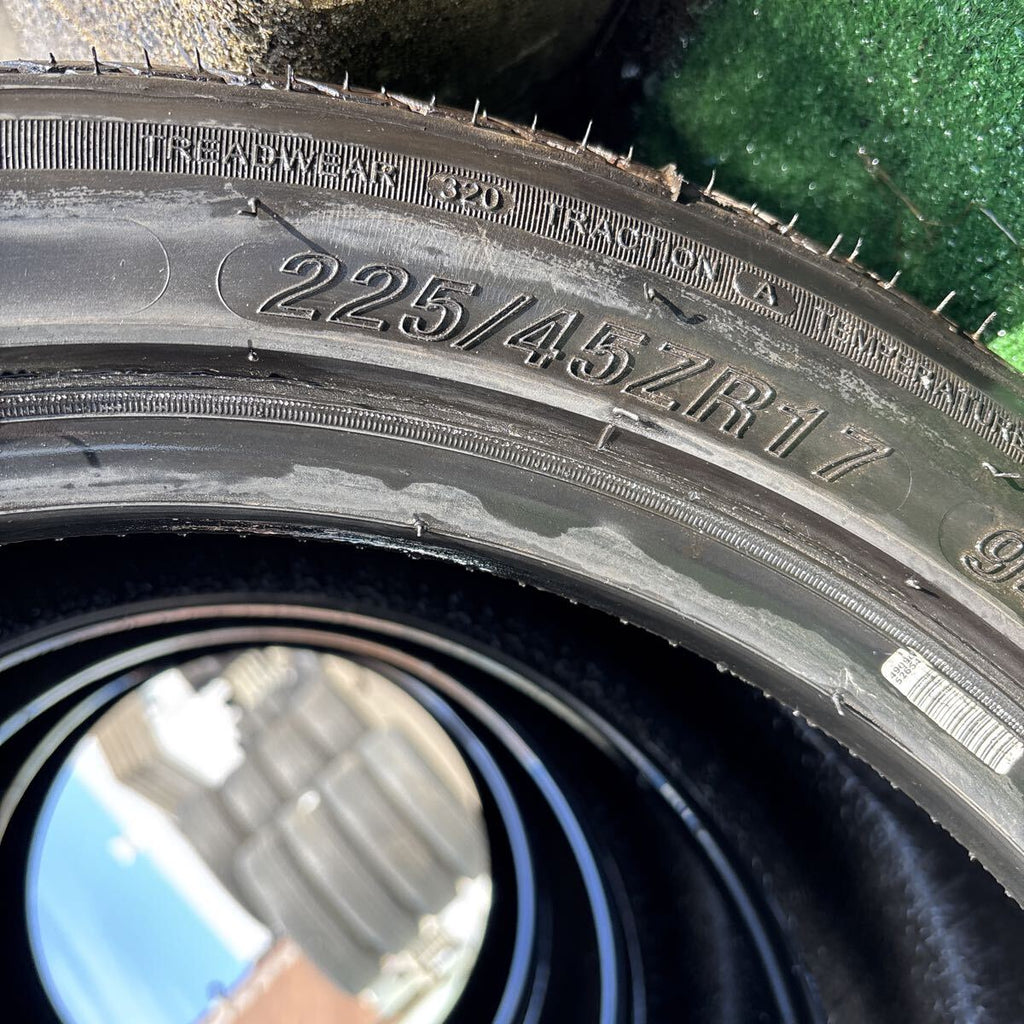 TREADWEAR 320 TRACTION A TEMPERATURE
225/45ZR17